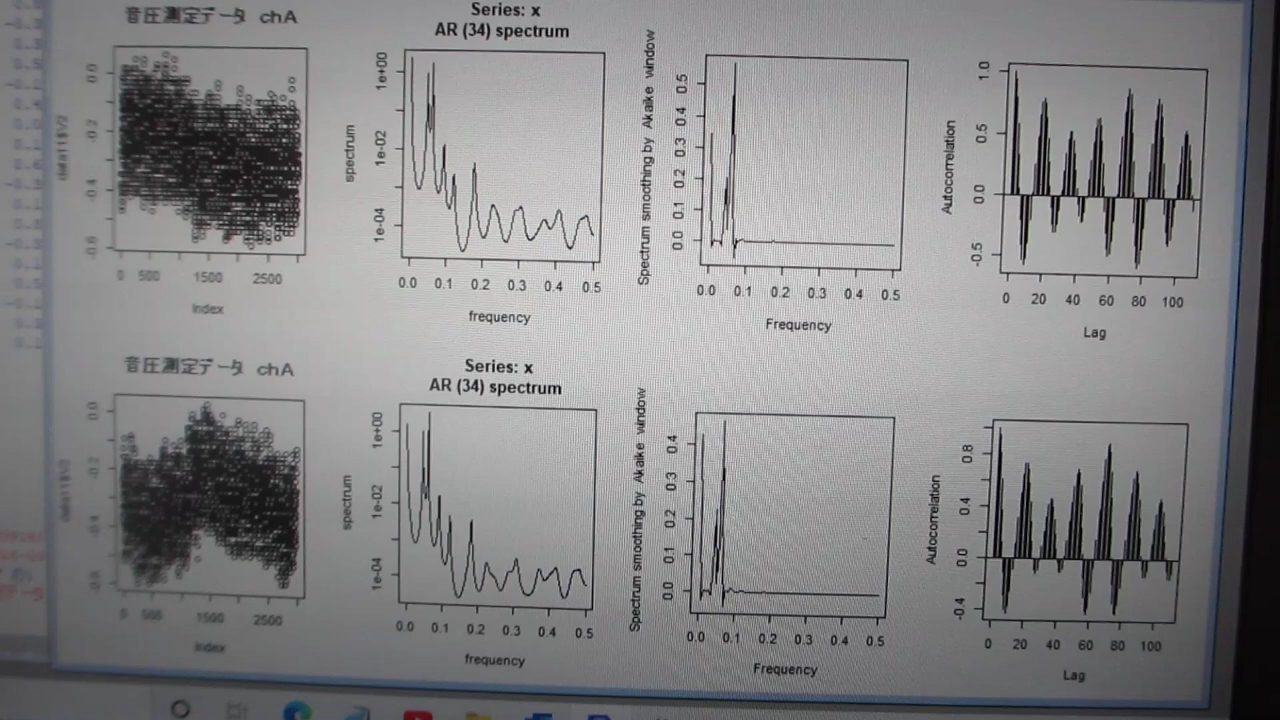 音圧測定データ chA
Series: x
AR (34) spectrum
data11$V2
0.0
-0.2
-0.4
-0.6
0 500 1500 2500
Index
spectrum
1e+00
1e-02
1e-04
0.0 0.1 0.2 0.3 0.4 0.5
frequency
Spectrum smoothing by Akaike window
0.5
0.4
0.3
0.2
0.1
0.0
0.0 0.1 0.2 0.3 0.4 0.5
Frequency
Autocorrelation
1.0
0.5
0.0
-0.5
0 20 40 60 80 100
Lag
音圧測定データ chA
Series: x
AR (34) spectrum
0.0
-0.2
-0.4
-0.6
0 500 1500 2500
Index
spectrum
1e+00
1e-02
1e-04
0.0 0.1 0.2 0.3 0.4 0.5
frequency
Spectrum smoothing by Akaike window
0.4
0.3
0.2
0.1
0.0
0.0 0.1 0.2 0.3 0.4 0.5
Frequency
Autocorrelation
0.8
0.4
0.0
-0.4
0 20 40 60 80 100
Lag